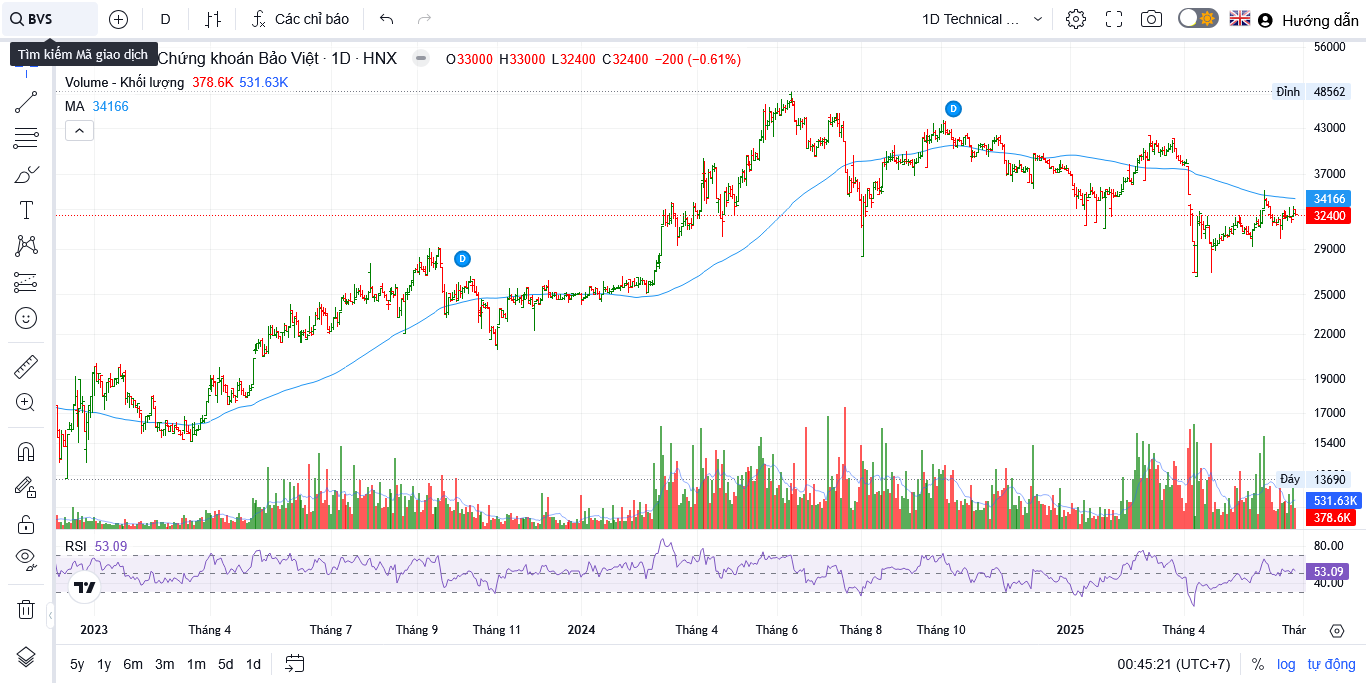 BVS
D
Các chỉ báo
1D Technical ...
Hướng dẫn
Tìm kiếm Mã giao dịch
Chứng khoán Bảo Việt · 1D · HNX
O33000 H33000 L32400 C32400 −200 (−0.61%)
Volume - Khối lượng 378.6K 531.63K
MA 34166
56000
Đỉnh 48562
D
43000
37000
34166
32400
D
29000
25000
22000
19000
17000
15400
Đáy 13690
531.63K
378.6K
RSI 53.09
80.00
53.09
40.00
2023 Tháng 4 Tháng 7 Tháng 9 Tháng 11 2024 Tháng 4 Tháng 6 Tháng 8 Tháng 10 2025 Tháng 4 Thár
5y 1y 6m 3m 1m 5d 1d
00:45:21 (UTC+7) % log tự động